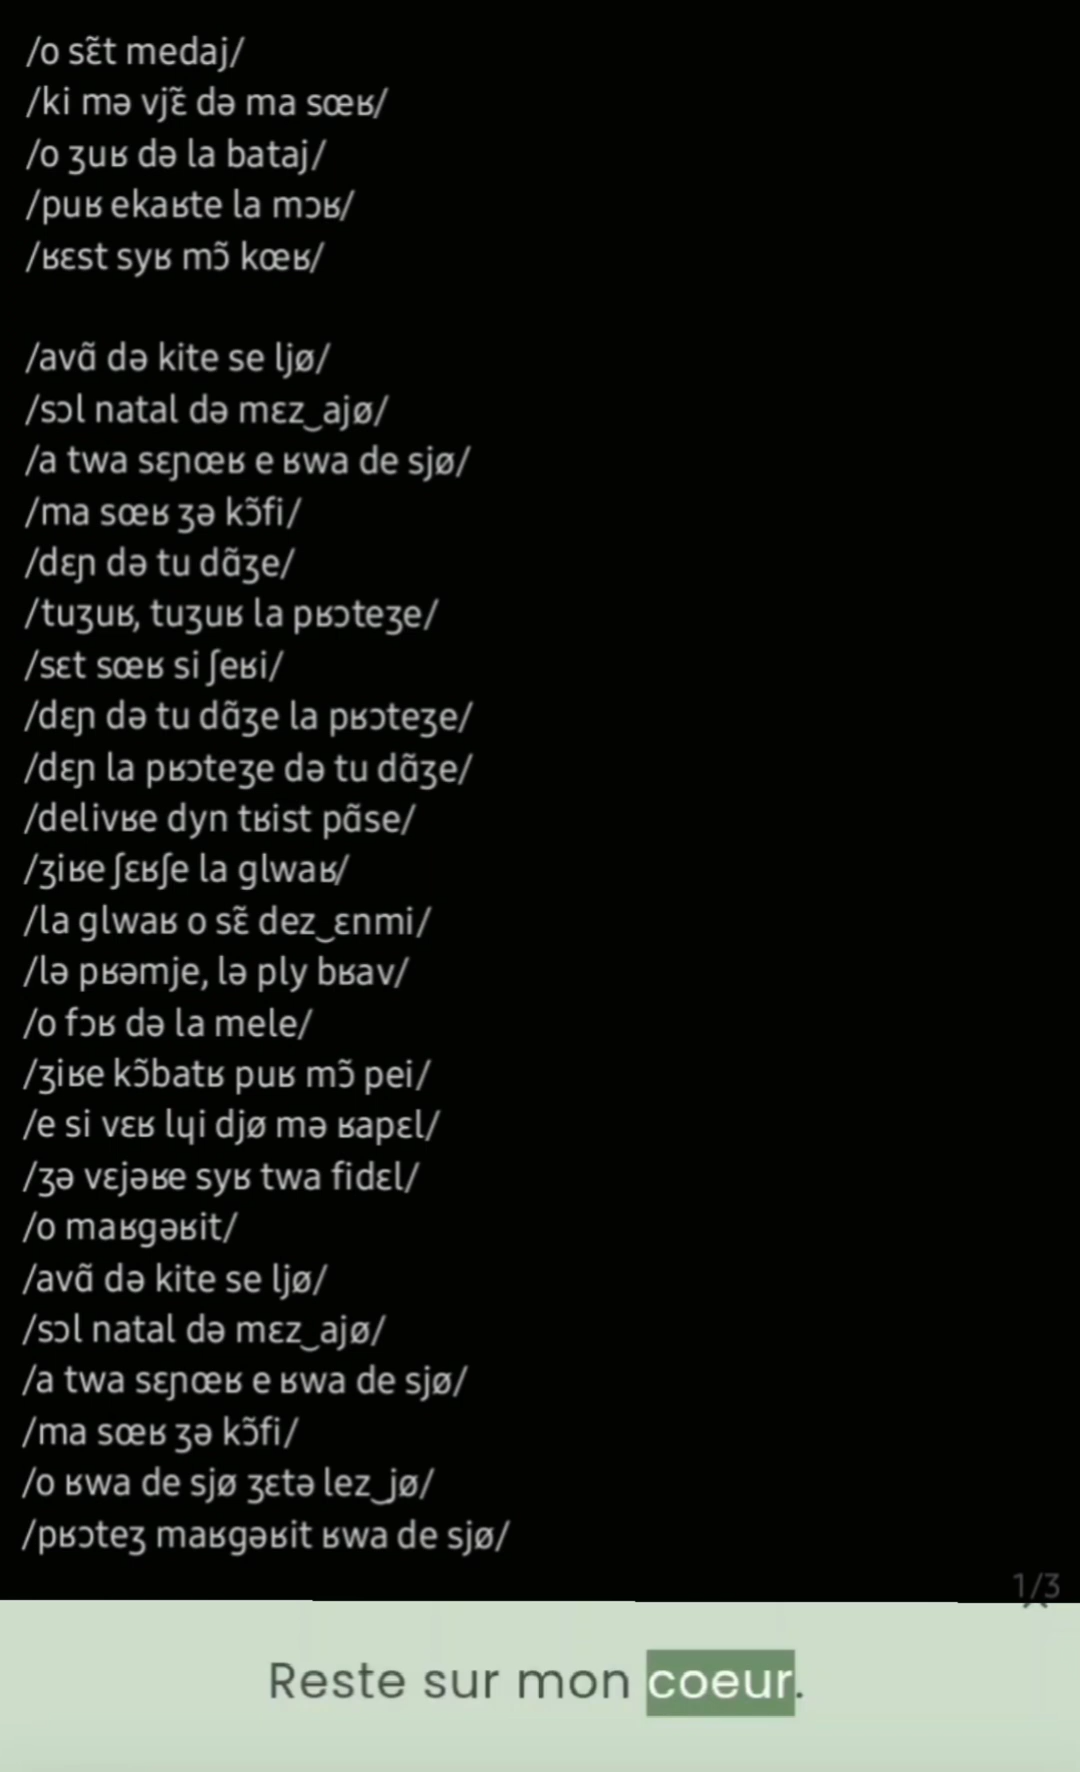 /o sɛ̃t medaj/
/ki mə vjɛ̃ də ma sœʁ/
/o ʒuʁ də la bataj/
/puʁ ekaʁte la mɔʁ/
/ʁɛst syʁ mɔ̃ kœʁ/
/avɑ̃ də kite se ljø/
/sɔl natal də mɛz‿ajø/
/a twa sɛɲœʁ e ʁwa de sjø/
/ma sœʁ ʒə kɔ̃fi/
/dɛɲ də tu dɑ̃ʒe/
/tuʒuʁ, tuʒuʁ la pʁɔteʒe/
/sɛt sœʁ si ʃeʁi/
/dɛɲ də tu dɑ̃ʒe la pʁɔteʒe/
/dɛɲ la pʁɔteʒe də tu dɑ̃ʒe/
/delivʁe dyn tʁist pɑ̃se/
/ʒiʁe ʃɛʁʃe la glwaʁ/
/la glwaʁ o sɛ̃ dez‿ɛnmi/
/lə pʁəmje, lə ply bʁav/
/o fɔʁ də la mele/
/ʒiʁe kɔ̃batʁ puʁ mɔ̃ pei/
/e si vɛʁ lɥi djø mə ʁapɛl/
/ʒə vɛjəʁe syʁ twa fidɛl/
/o maʁgəʁit/
/avɑ̃ də kite se ljø/
/sɔl natal də mɛz‿ajø/
/a twa sɛɲœʁ e ʁwa de sjø/
/ma sœʁ ʒə kɔ̃fi/
/o ʁwa de sjø ʒɛtə lez‿jø/
/pʁɔteʒ maʁgəʁit ʁwa de sjø/
1/3
Reste sur mon coeur.